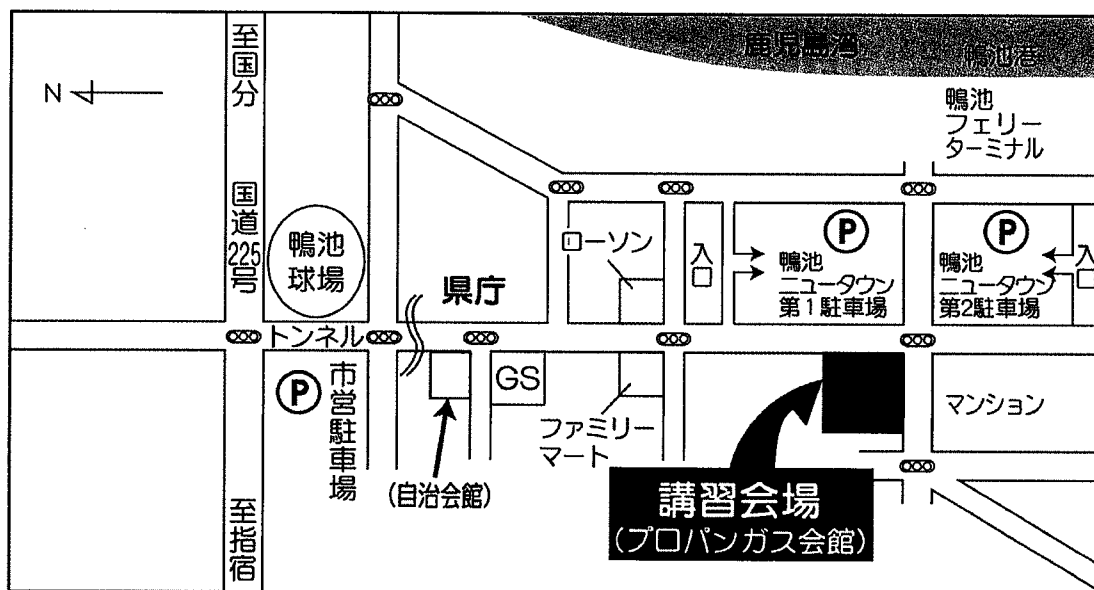 至国分
鹿児島湾
鴨池港
N
鴨池
フェリー
ターミナル
国道
225
号
鴨池
球場
ローソン
入口
P
鴨池
ニュータウン
第1駐車場
P
鴨池
ニュータウン
第2駐車場
入口
県庁
トンネル
P
市営駐車場
GS
(自治会館)
ファミリー
マート
マンション
講習会場
(プロパンガス会館)
至指宿